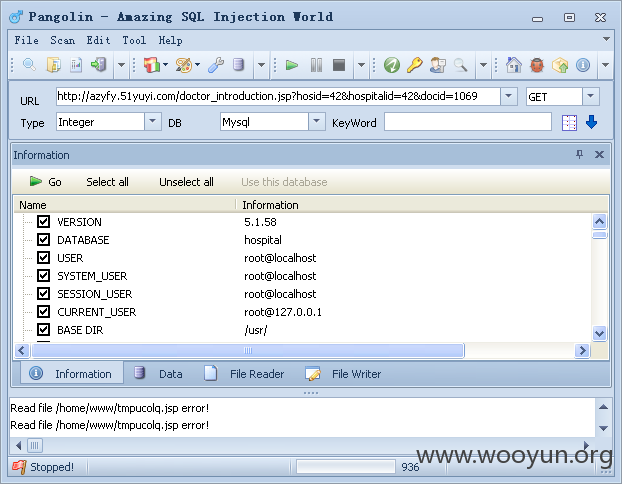 Pangolin - Amazing SQL Injection World
File Scan Edit Tool Help
URL http://azyfy.51yuyi.com/doctor_introduction.jsp?hosid=42&hospitalid=42&docid=1069 GET
Type Integer DB Mysql KeyWord
Information
Go Select all Unselect all Use this database
Name Information
VERSION 5.1.58
DATABASE hospital
USER root@localhost
SYSTEM_USER root@localhost
SESSION_USER root@localhost
CURRENT_USER root@127.0.0.1
BASE DIR /usr/
Information Data File Reader File Writer
Read file /home/www/tmpucolq.jsp error!
Read file /home/www/tmpucolq.jsp error!
www.wooyun.org
Stopped! 936